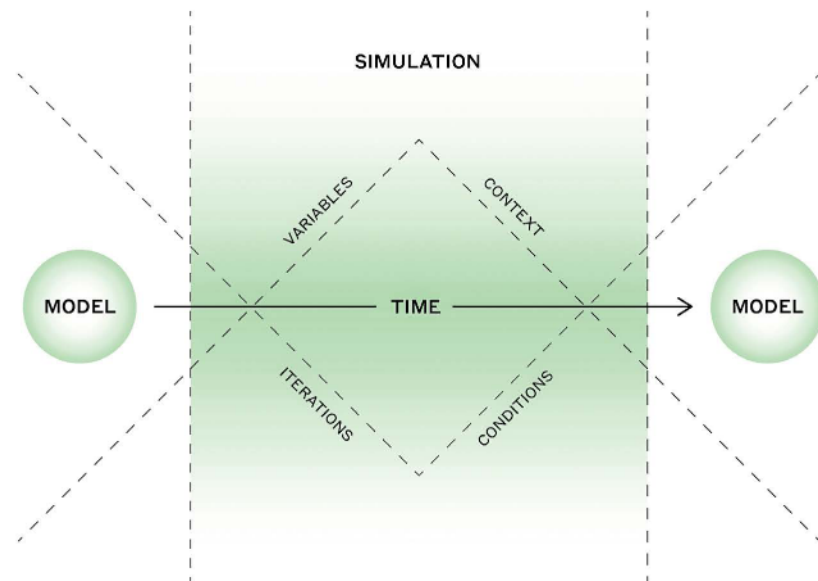 SIMULATION
VARIABLES
CONTEXT
MODEL
TIME
MODEL
ITERATIONS
CONDITIONS